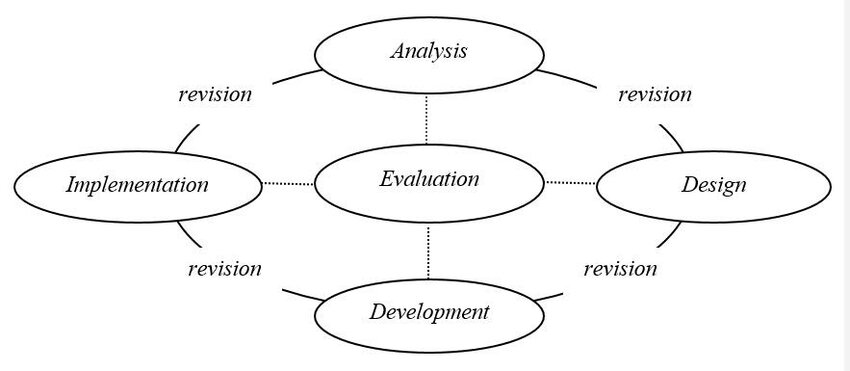 Analysis
revision
revision
Implementation
Evaluation
Design
revision
revision
Development